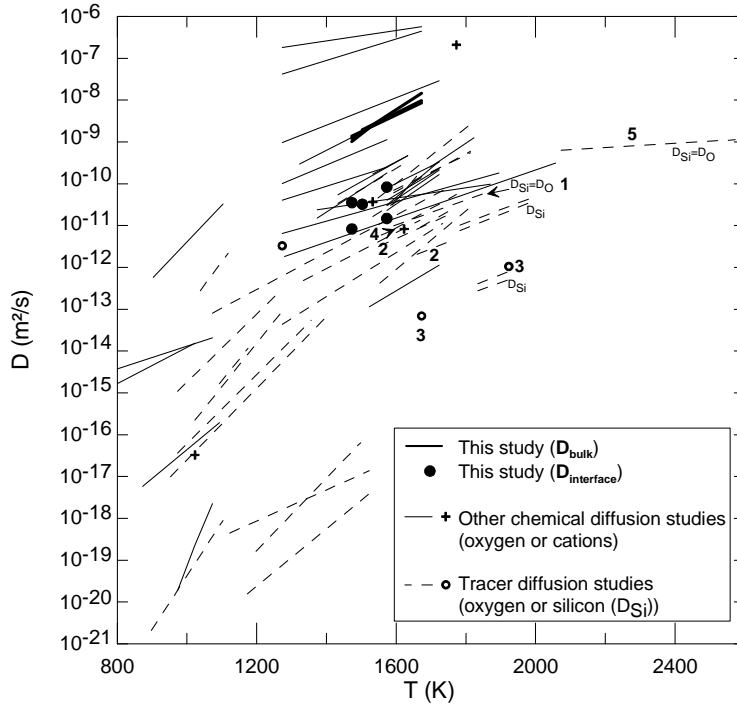 10⁻⁶
10⁻⁷
10⁻⁸
10⁻⁹
10⁻¹⁰
10⁻¹¹
10⁻¹²
10⁻¹³
10⁻¹⁴
10⁻¹⁵
10⁻¹⁶
10⁻¹⁷
10⁻¹⁸
10⁻¹⁹
10⁻²⁰
10⁻²¹
D (m²/s)
800 1200 1600 2000 2400
T (K)
5
D_Si=D_O
1
D_Si=D_O
D_Si
4
2
2
3
D_Si
3
This study (D_bulk)
This study (D_interface)
Other chemical diffusion studies
(oxygen or cations)
Tracer diffusion studies
(oxygen or silicon (D_Si))